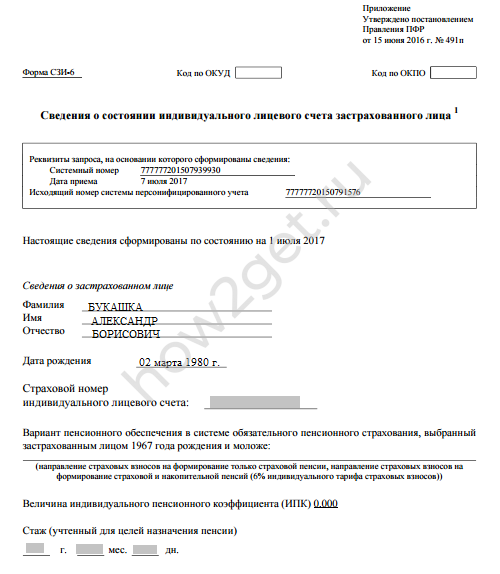 Приложение
Утверждено постановлением
Правления ПФР
от 15 июня 2016 г. № 491п
Форма СЗИ-6 Код по ОКУД Код по ОКПО
Сведения о состоянии индивидуального лицевого счета застрахованного лица 1
Реквизиты запроса, на основании которого сформированы сведения:
Системный номер 777777201507939930
Дата приема 7 июля 2017
Исходящий номер системы персонифицированного учета 77777720150791576
Настоящие сведения сформированы по состоянию на 1 июля 2017
Сведения о застрахованном лице
Фамилия БУКАШКА
Имя АЛЕКСАНДР
Отчество БОРИСОВИЧ
Дата рождения 02 марта 1980 г.
Страховой номер
индивидуального лицевого счета:
Вариант пенсионного обеспечения в системе обязательного пенсионного страхования, выбранный
застрахованным лицом 1967 года рождения и моложе:
(направление страховых взносов на формирование только страховой пенсии, направление страховых взносов на
формирование страховой и накопительной пенсий (6% индивидуального тарифа страховых взносов))
Величина индивидуального пенсионного коэффициента (ИПК) 0.000
Стаж (учтенный для целей назначения пенсии)
г. мес. дн.
how2get.ru